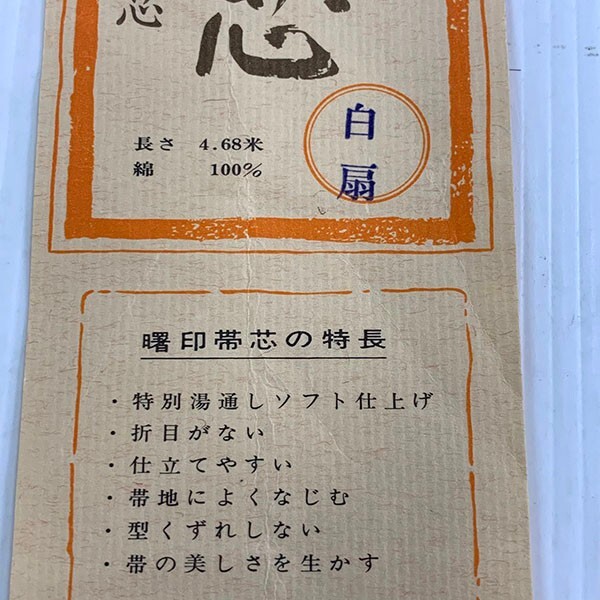 芯
芯
長さ 4.68米
綿 100%
白扇
曙印帯芯の特長
・特別湯通しソフト仕上げ
・折目がない
・仕立てやすい
・帯地によくなじむ
・型くずれしない
・帯の美しさを生かす